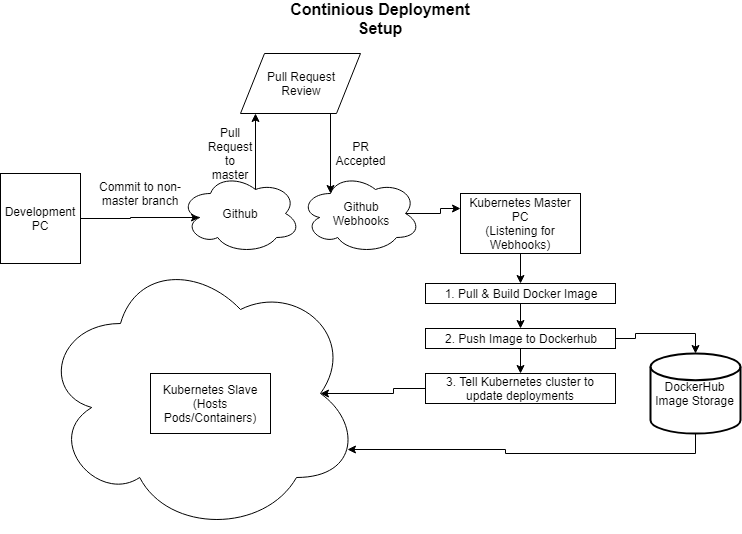 Continious Deployment
Setup
Pull Request
Review
Pull
Request
to
master
PR
Accepted
Commit to non-
master branch
Development
PC
Github
Github
Webhooks
Kubernetes Master
PC
(Listening for
Webhooks)
1. Pull & Build Docker Image
2. Push Image to Dockerhub
3. Tell Kubernetes cluster to
update deployments
DockerHub
Image Storage
Kubernetes Slave
(Hosts
Pods/Containers)